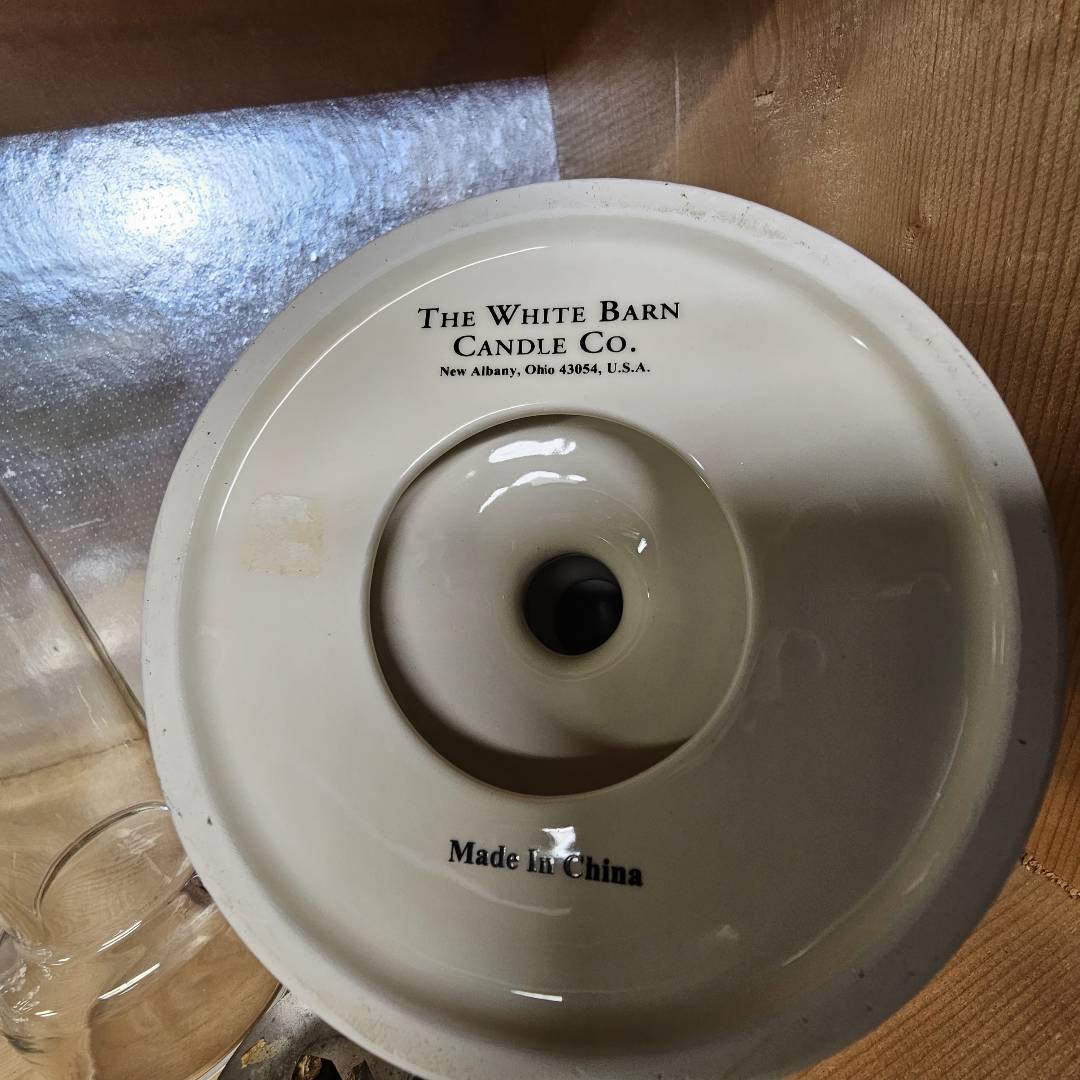 THE WHITE BARN
CANDLE CO.
New Albany, Ohio 43054, U.S.A.
Made In China